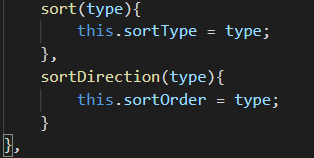 sort(type){
this.sortType = type;
},
sortDirection(type){
this.sortOrder = type;
}
},